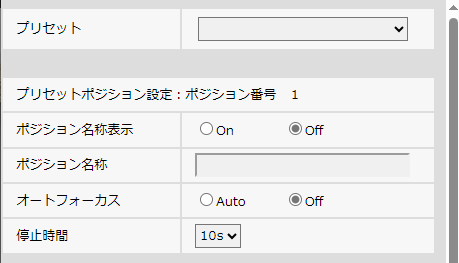 プリセット
プリセットポジション設定：ポジション番号　1
ポジション名称表示 On Off
ポジション名称
オートフォーカス Auto Off
停止時間 10s